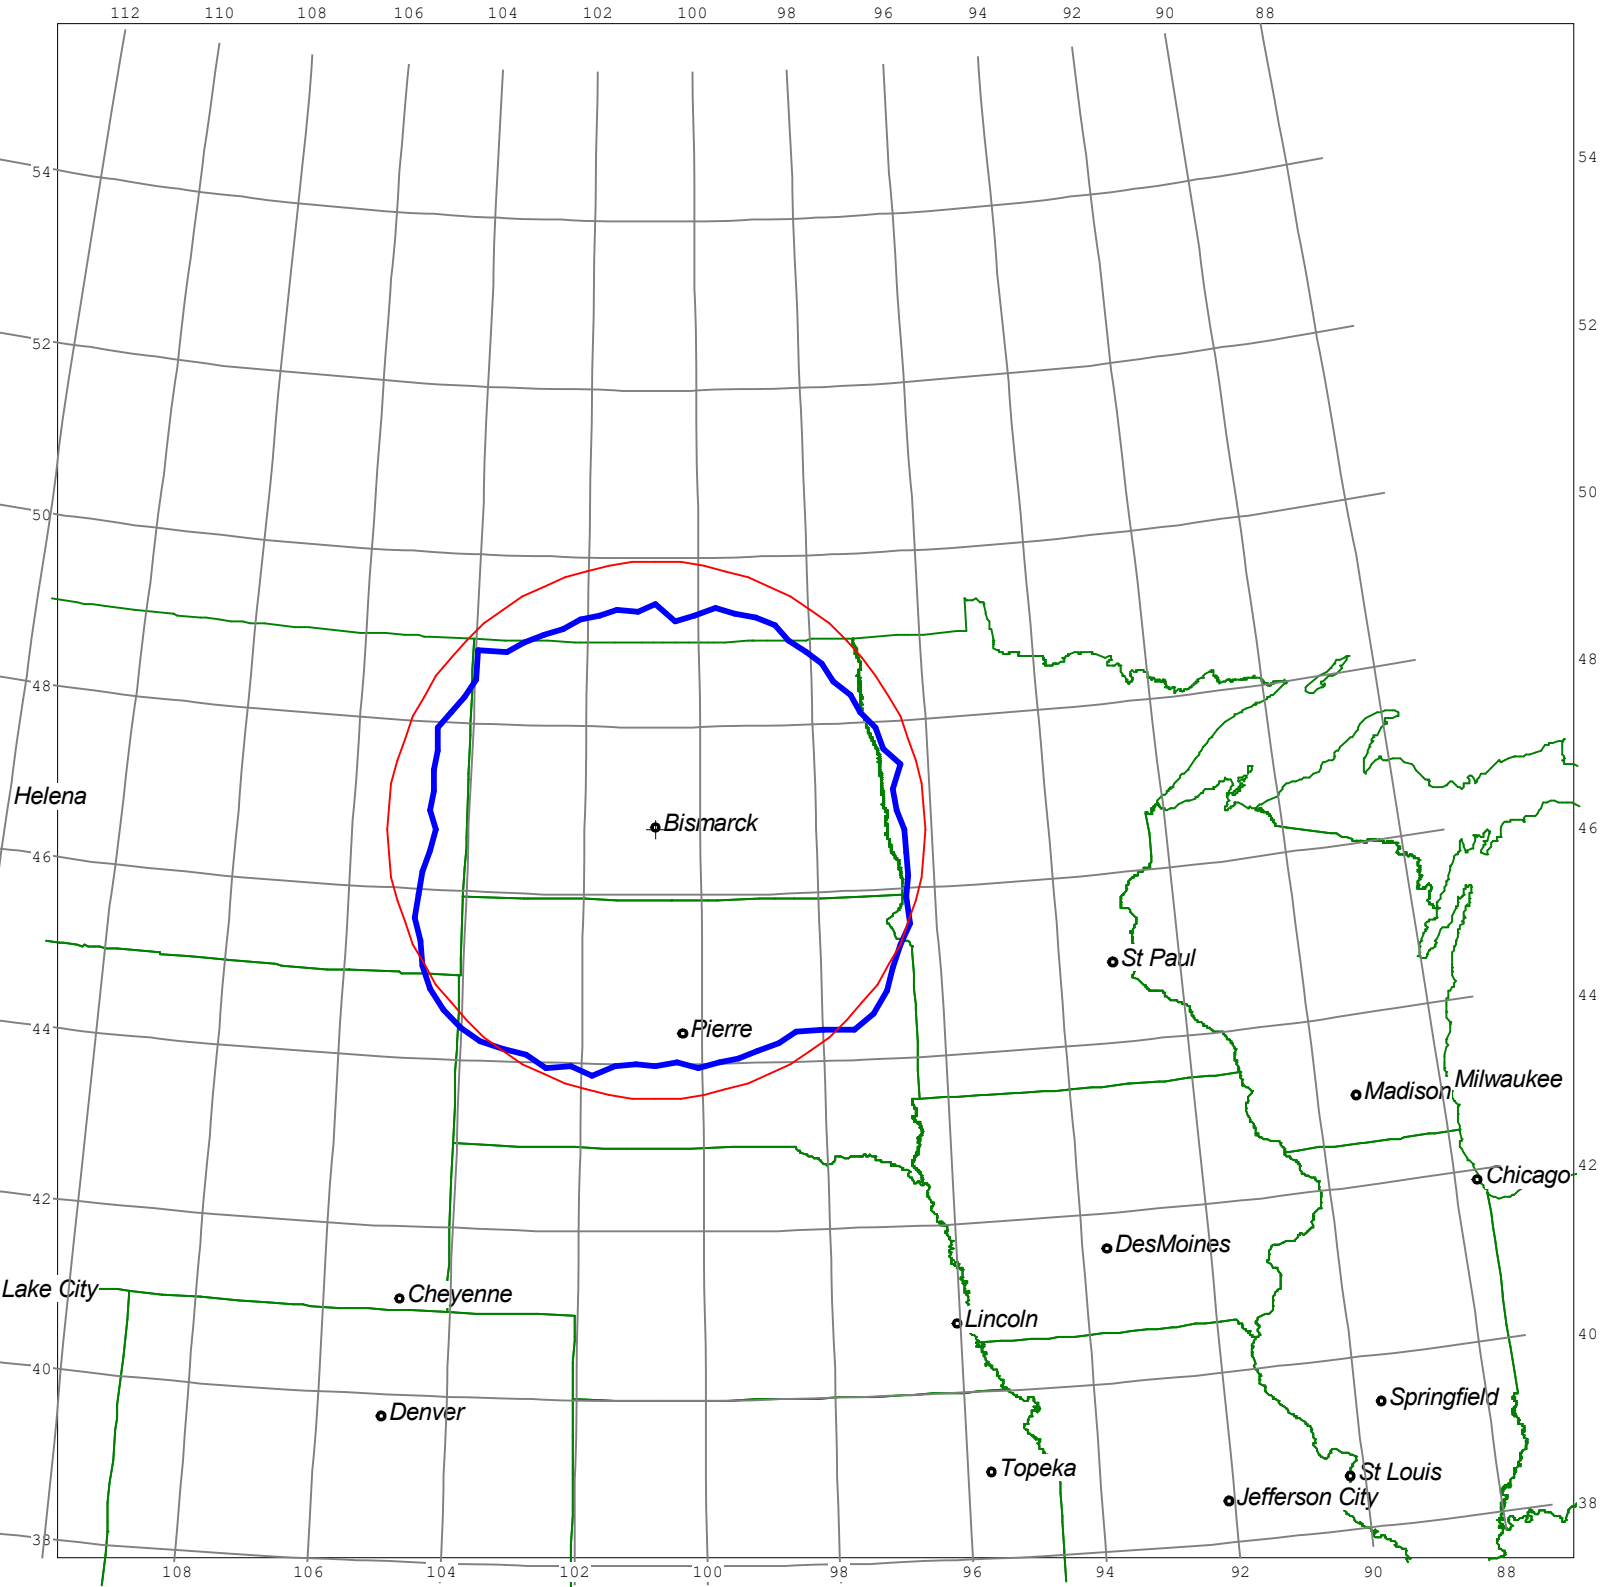 112 110 108 106 104 102 100 98 96 94 92 90 88
54 54
52 52
50 50
48 48
Helena
Bismarck
46 46
St Paul
44 44
Pierre
Madison Milwaukee
42 Chicago 42
DesMoines
Lake City Cheyenne
Lincoln
40 40
Denver Springfield
Topeka St Louis
Jefferson City 38
38
108 106 104 102 100 98 96 94 92 90 88